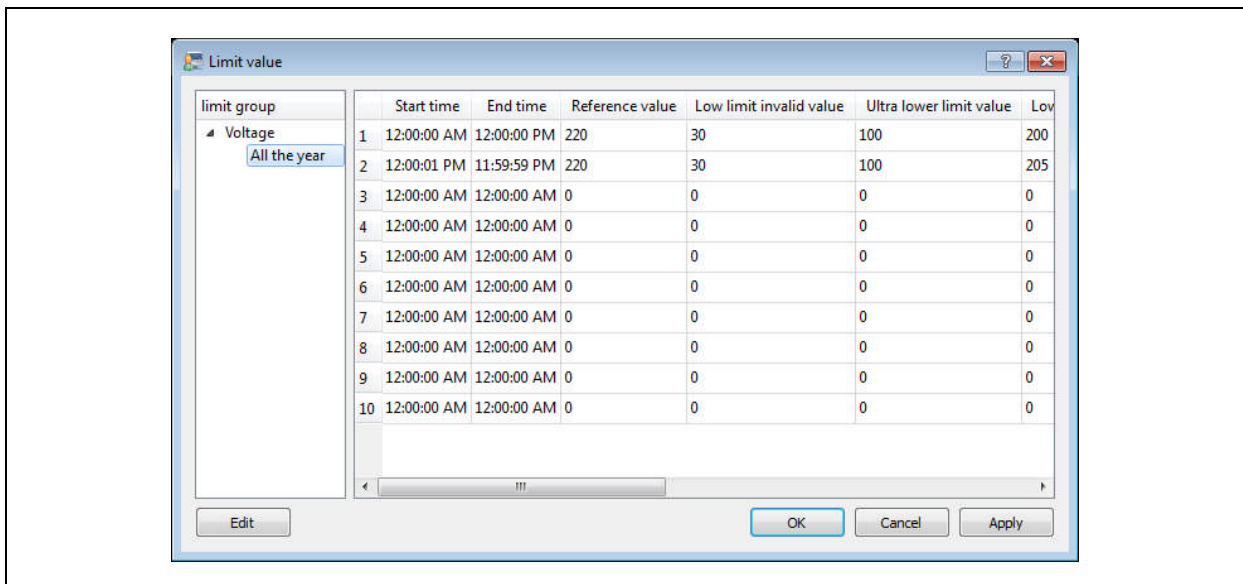 Limit value
limit group
Voltage
All the year
Start time End time Reference value Low limit invalid value Ultra lower limit value Low
1 12:00:00 AM 12:00:00 PM 220 30 100 200
2 12:00:01 PM 11:59:59 PM 220 30 100 205
3 12:00:00 AM 12:00:00 AM 0 0 0 0
4 12:00:00 AM 12:00:00 AM 0 0 0 0
5 12:00:00 AM 12:00:00 AM 0 0 0 0
6 12:00:00 AM 12:00:00 AM 0 0 0 0
7 12:00:00 AM 12:00:00 AM 0 0 0 0
8 12:00:00 AM 12:00:00 AM 0 0 0 0
9 12:00:00 AM 12:00:00 AM 0 0 0 0
10 12:00:00 AM 12:00:00 AM 0 0 0 0
Edit OK Cancel Apply